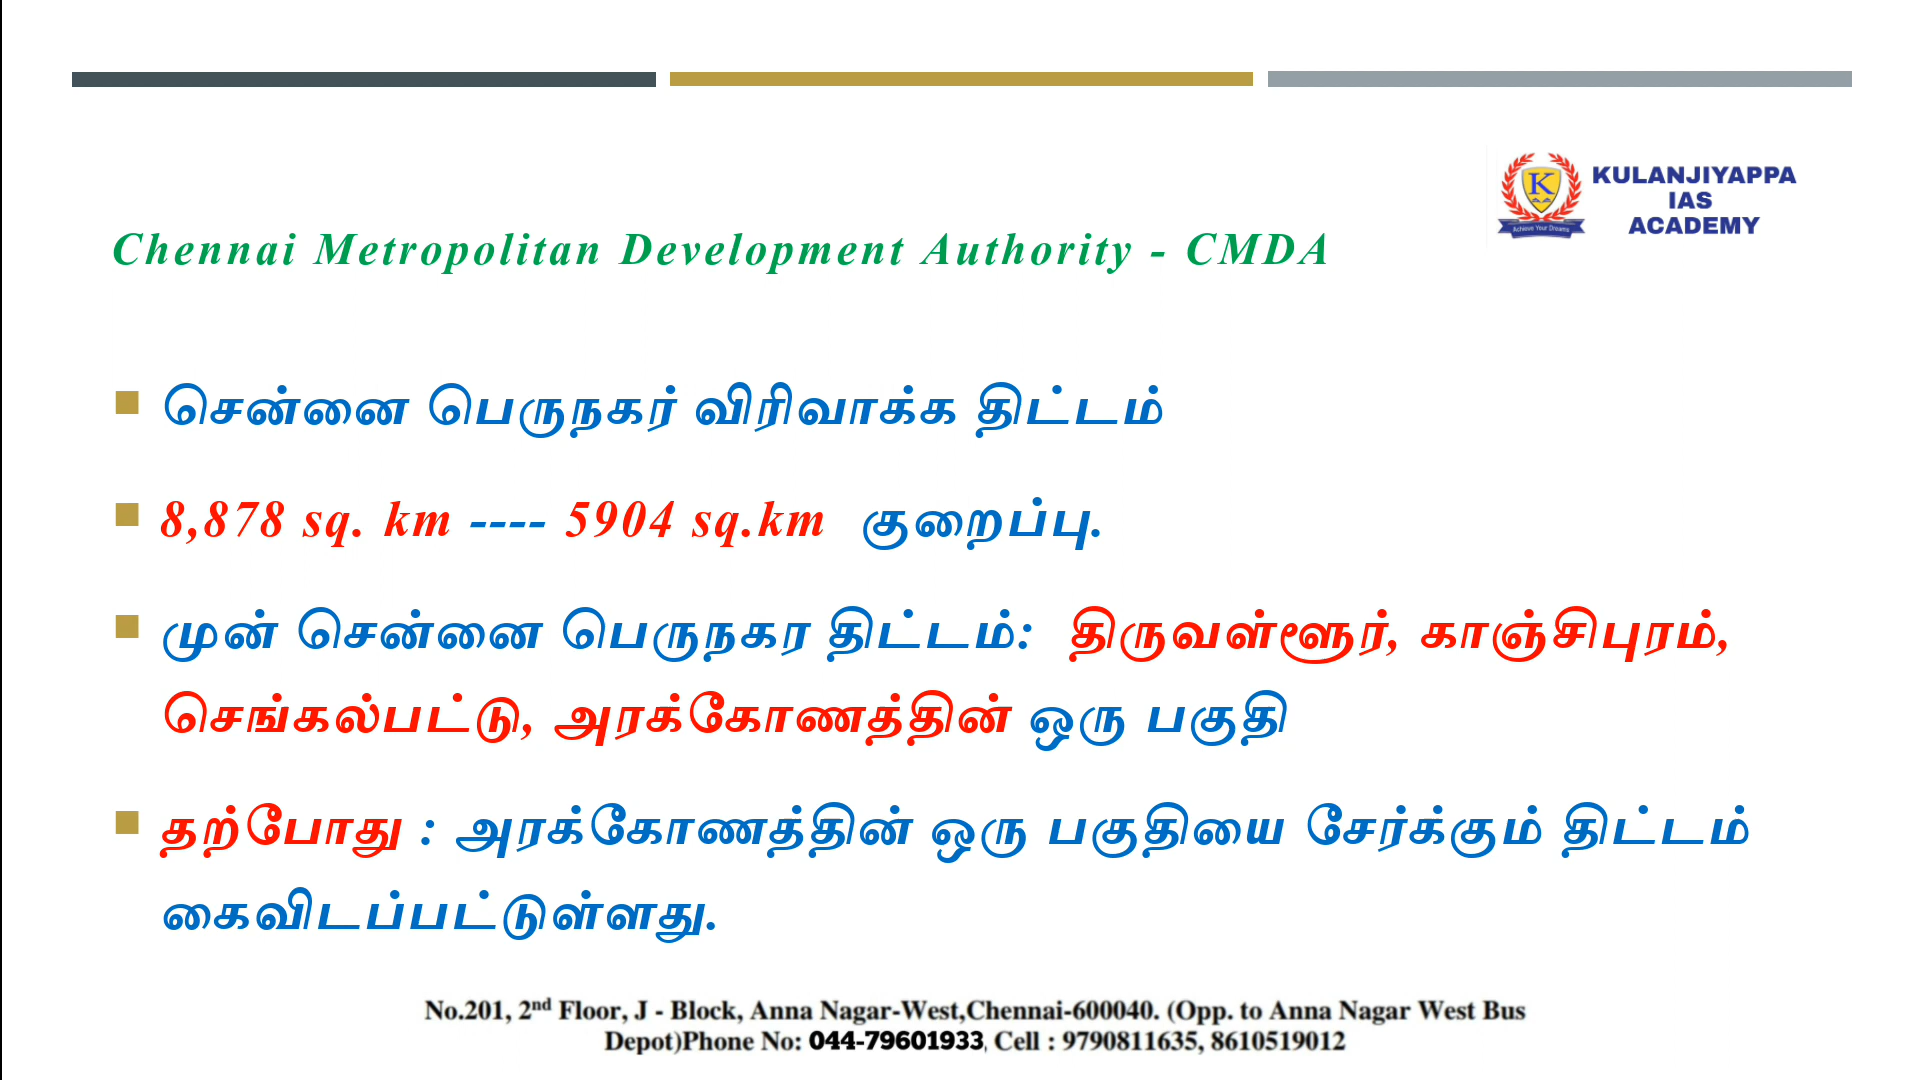 KULANJIYAPPA
IAS
ACADEMY
Achieve Your Dreams
Chennai Metropolitan Development Authority - CMDA
சென்னை பெருநகர் விரிவாக்க திட்டம்
8,878 sq. km ---- 5904 sq.km குறைப்பு.
முன் சென்னை பெருநகர திட்டம்: திருவள்ளூர், காஞ்சிபுரம்,
செங்கல்பட்டு, அரக்கோணத்தின் ஒரு பகுதி
தற்போது : அரக்கோணத்தின் ஒரு பகுதியை சேர்க்கும் திட்டம்
கைவிடப்பட்டுள்ளது.
No.201, 2nd Floor, J - Block, Anna Nagar-West,Chennai-600040. (Opp. to Anna Nagar West Bus
Depot)Phone No: 044-79601933, Cell : 9790811635, 8610519012